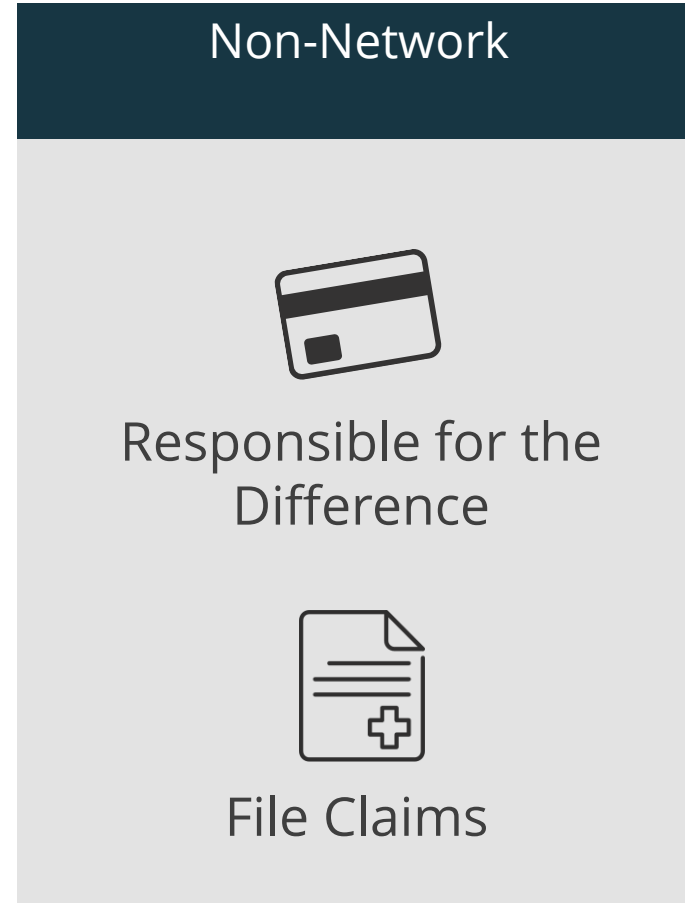 Non-Network
Responsible for the
Difference
File Claims